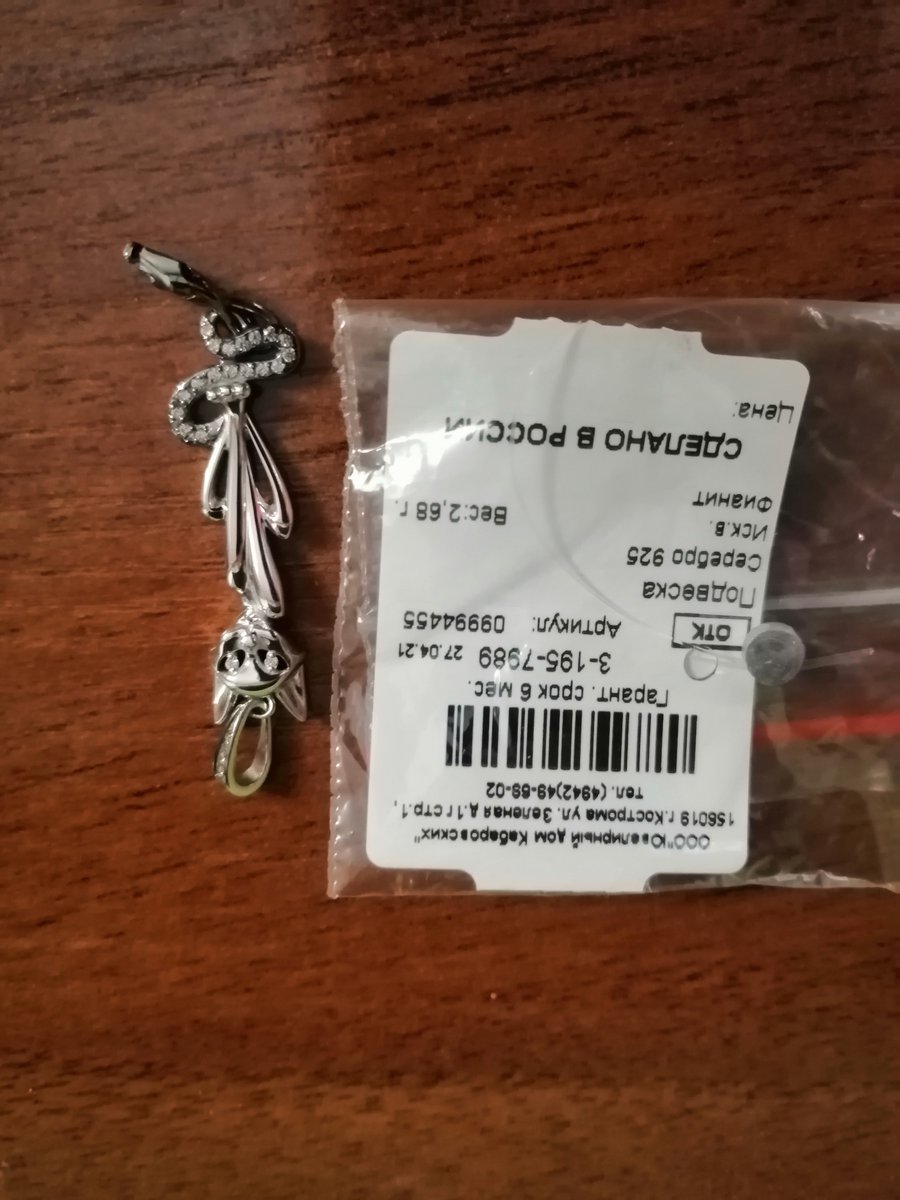 ООО"Ювелирный дом Кабаровских"
156019 г.Кострома ул. Зеленая д.1 г стр.1,
тел. (4942)49-69-02
Гарант. срок 6 мес.
3-195-7989 27.04.21
ОТК Артикул: 09994455
Подвеска
Серебро 925
Иск.в. Вес:2,68 г.
Фианит
СДЕЛАНО В РОССИИ
Цена: